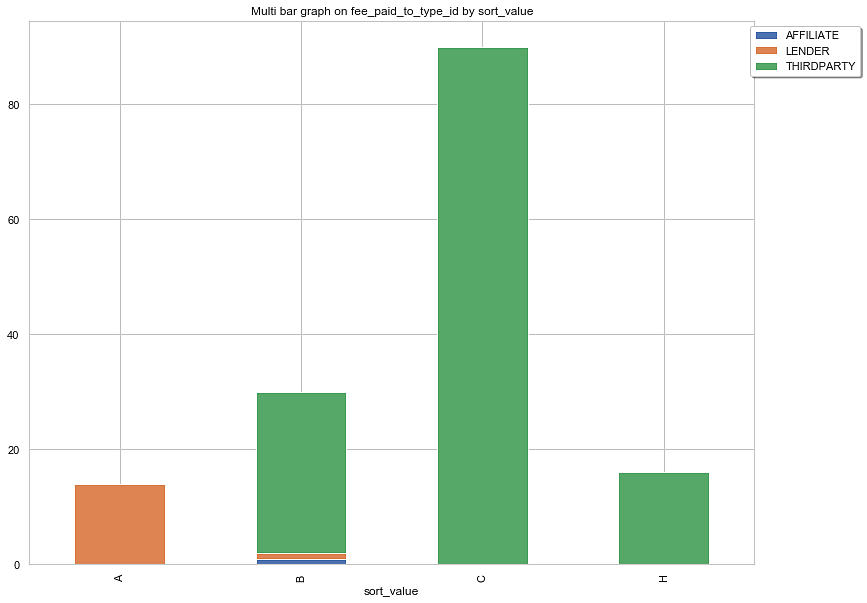 Multi bar graph on fee_paid_to_type_id by sort_value
AFFILIATE
LENDER
THIRDPARTY
80
60
40
20
0
A
B
C
H
sort_value